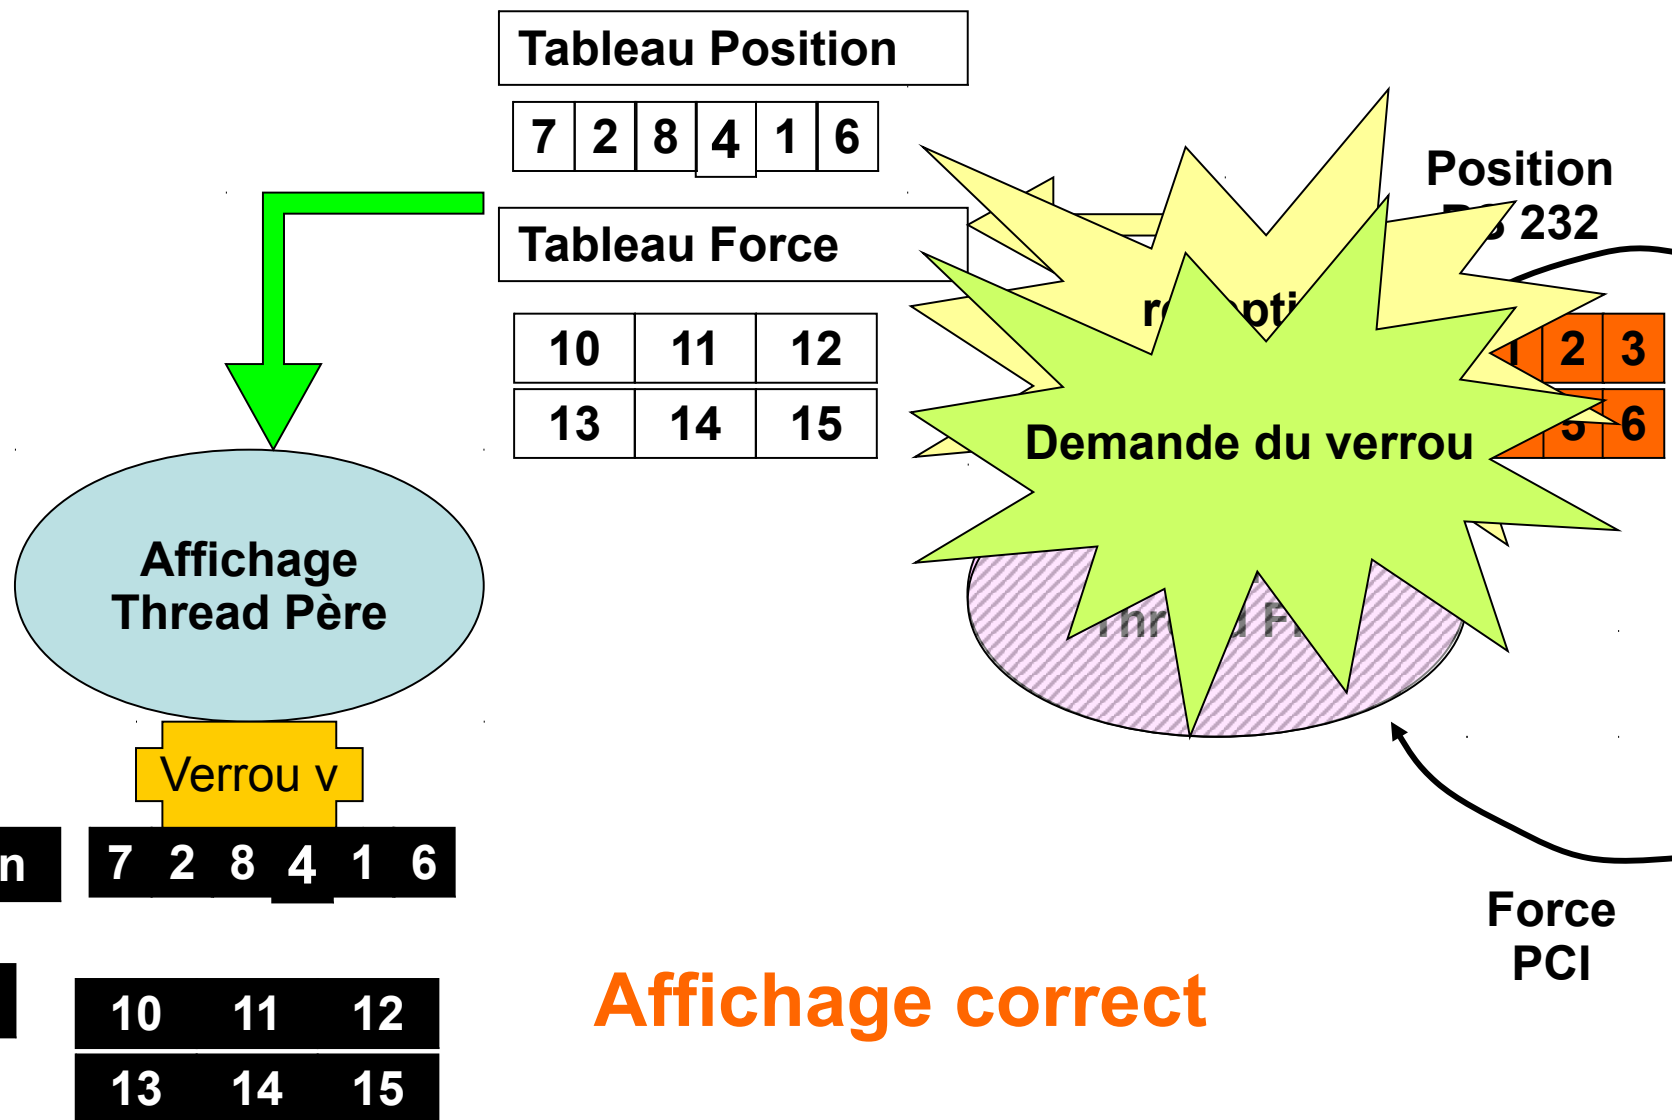 Tableau Position
7 2 8 4 1 6
Position
232
Tableau Force
10 11 12
13 14 15
2 3
5 6
Demande du verrou
Affichage
Thread Père
Verrou v
7 2 8 4 1 6
Force
PCI
Affichage correct
10 11 12
13 14 15